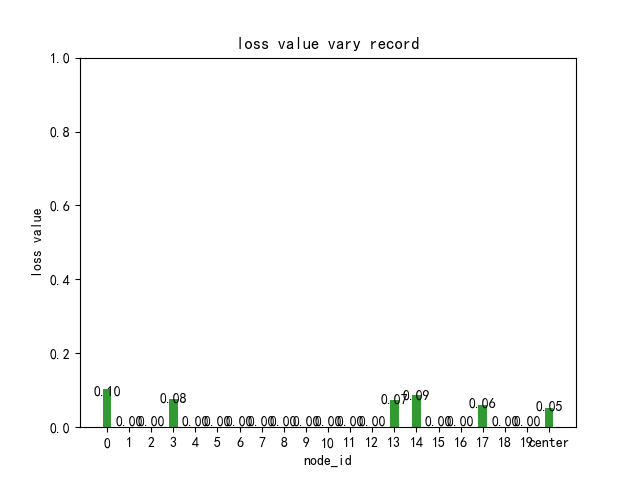 loss value vary record
1.0
0.8
0.6
0.4
0.2
0.0
loss value
0.10 0.00 0.00 0.08 0.00 0.00 0.00 0.00 0.00 0.00 0.00 0.00 0.00 0.07 0.09 0.00 0.00 0.06 0.00 0.00 0.05
0 1 2 3 4 5 6 7 8 9 10 11 12 13 14 15 16 17 18 19 center
node_id